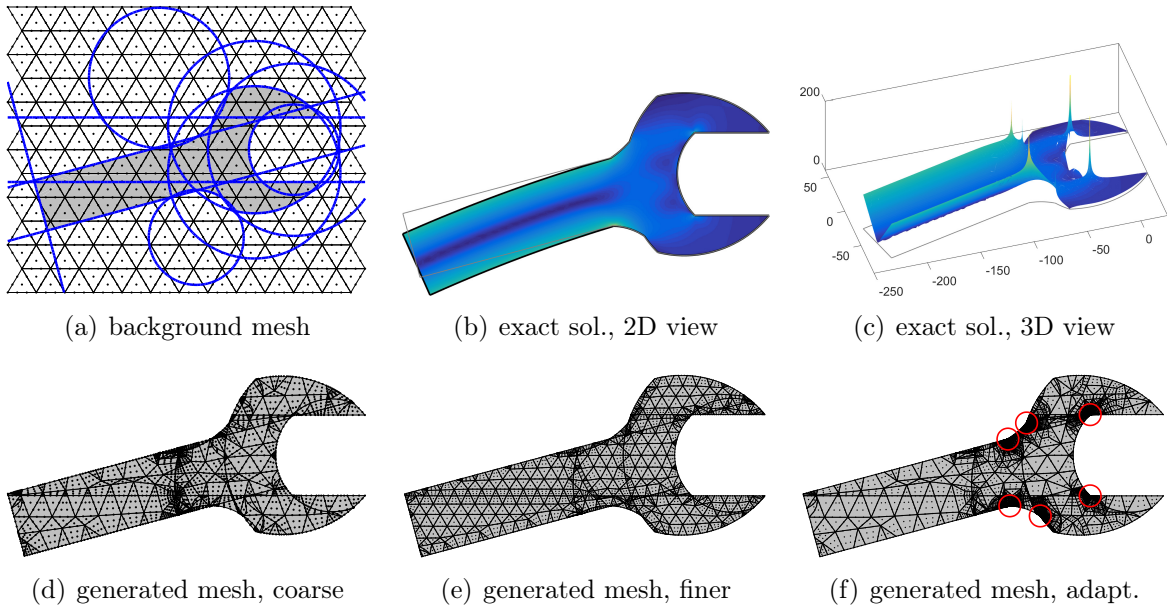 200
100
0
50
0
-50
-250
-200
-150
-100
-50
0
(a) background mesh
(b) exact sol., 2D view
(c) exact sol., 3D view
(d) generated mesh, coarse
(e) generated mesh, finer
(f) generated mesh, adapt.